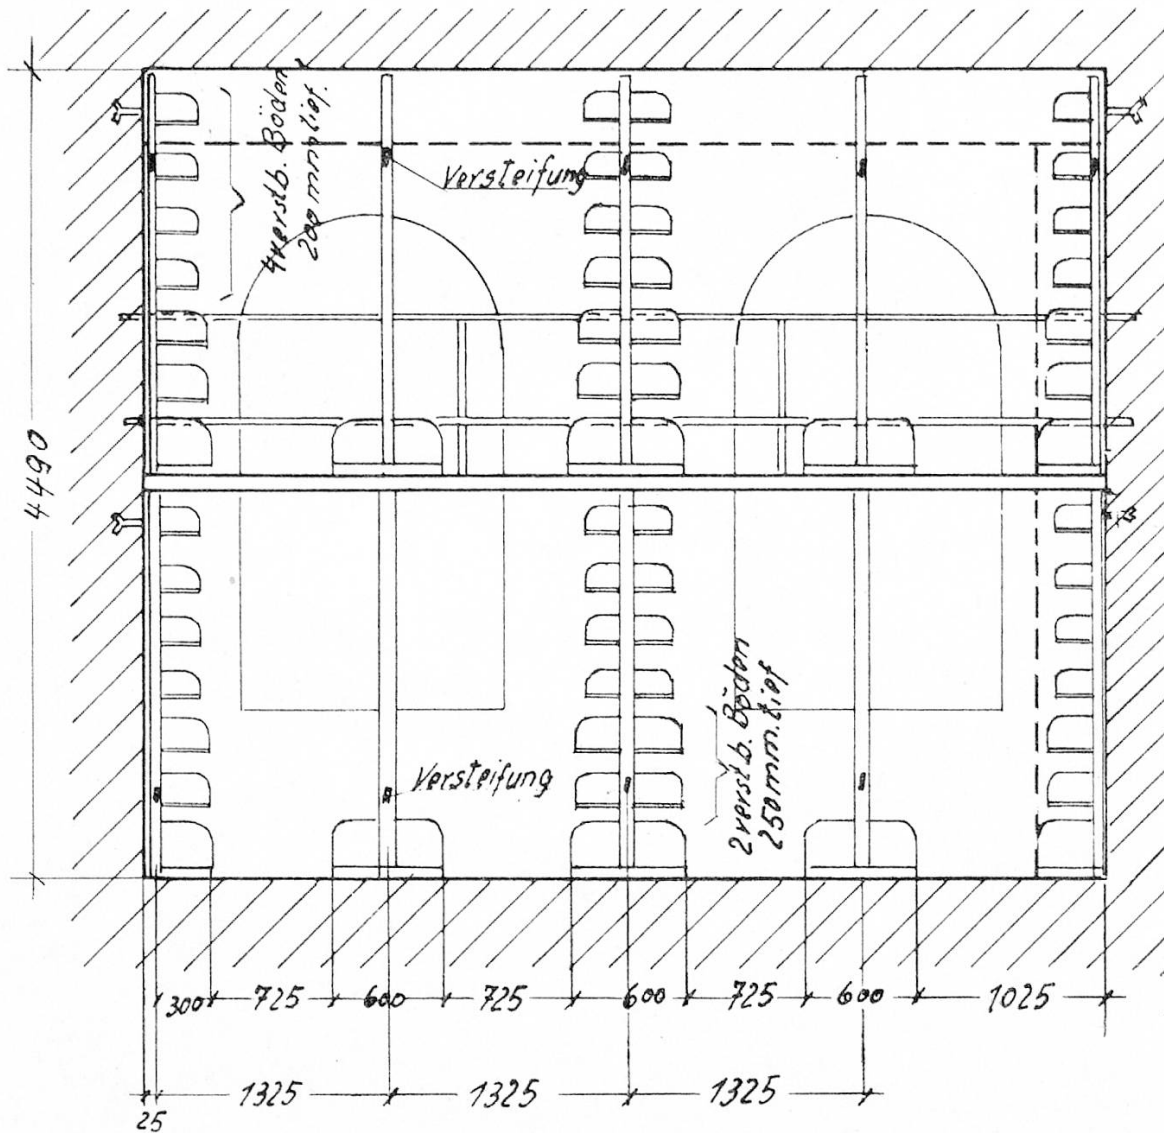 4 verstb. Böden
200 mm tief.
Versteifung
4490
Versteifung
2 verstb. Böden
250 mm. tief
300 725 600 725 600 725 600 1025
1325 1325 1325
25